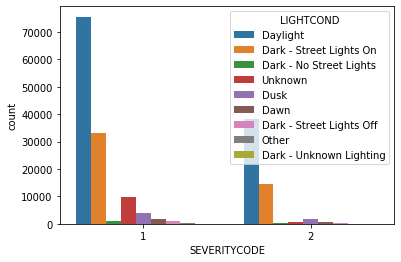 LIGHTCOND
Daylight
Dark - Street Lights On
Dark - No Street Lights
Unknown
Dusk
Dawn
Dark - Street Lights Off
Other
Dark - Unknown Lighting
70000
60000
50000
40000
30000
20000
10000
0
count
1 2
SEVERITYCODE